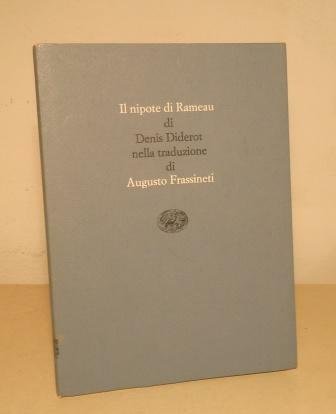 Il nipote di Rameau
di
Denis Diderot
nella traduzione
di
Augusto Frassineti